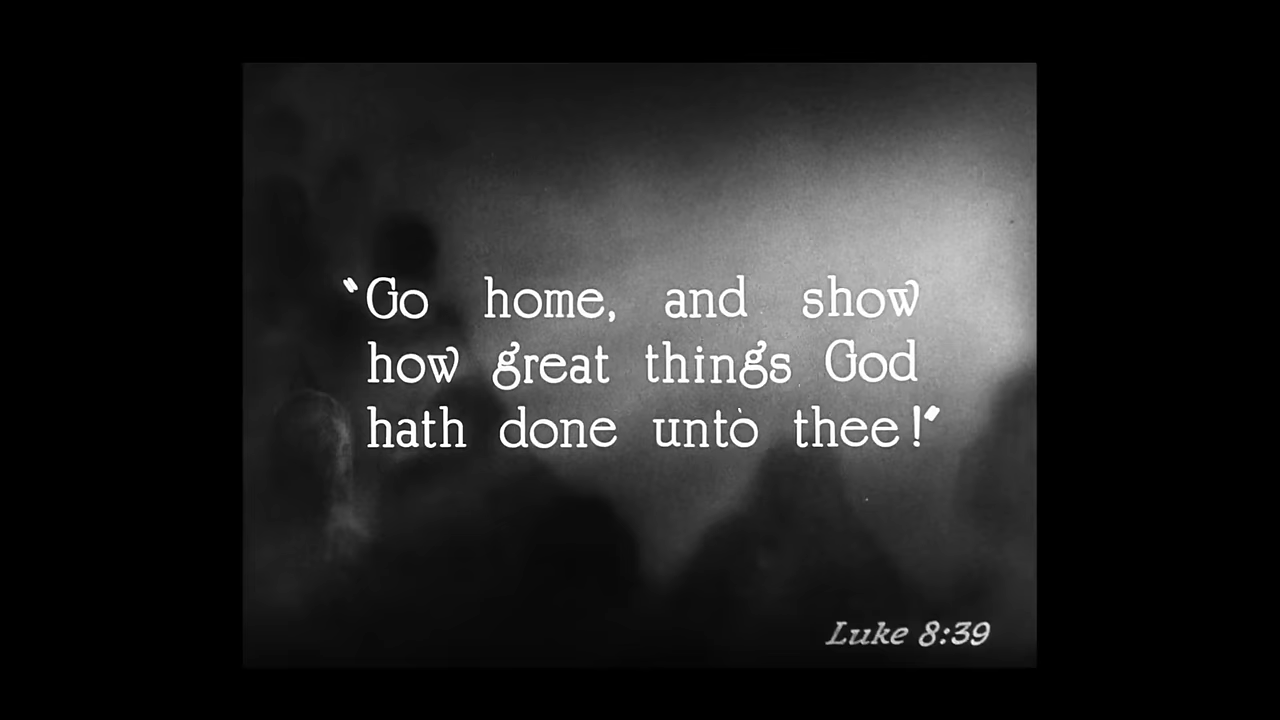 "Go home, and show
how great things God
hath done unto thee!"
Luke 8:39